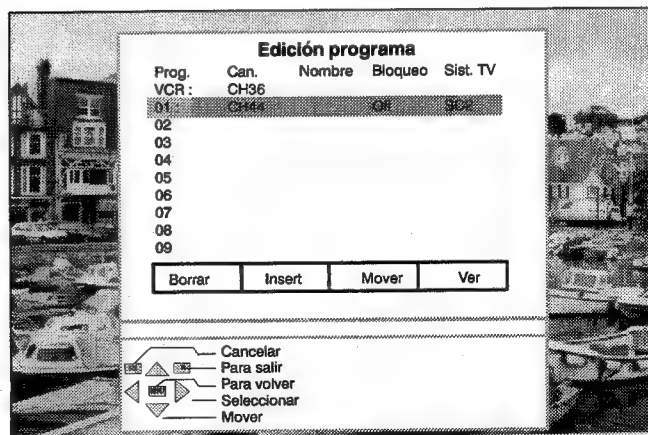 Edición programa
Prog. Can. Nombre Bloqueo Sist. TV
VCR : CH36
01 : CH44 Off SC2
02
03
04
05
06
07
08
09
Borrar Insert Mover Ver
Cancelar
Para salir
Para volver
Seleccionar
Mover